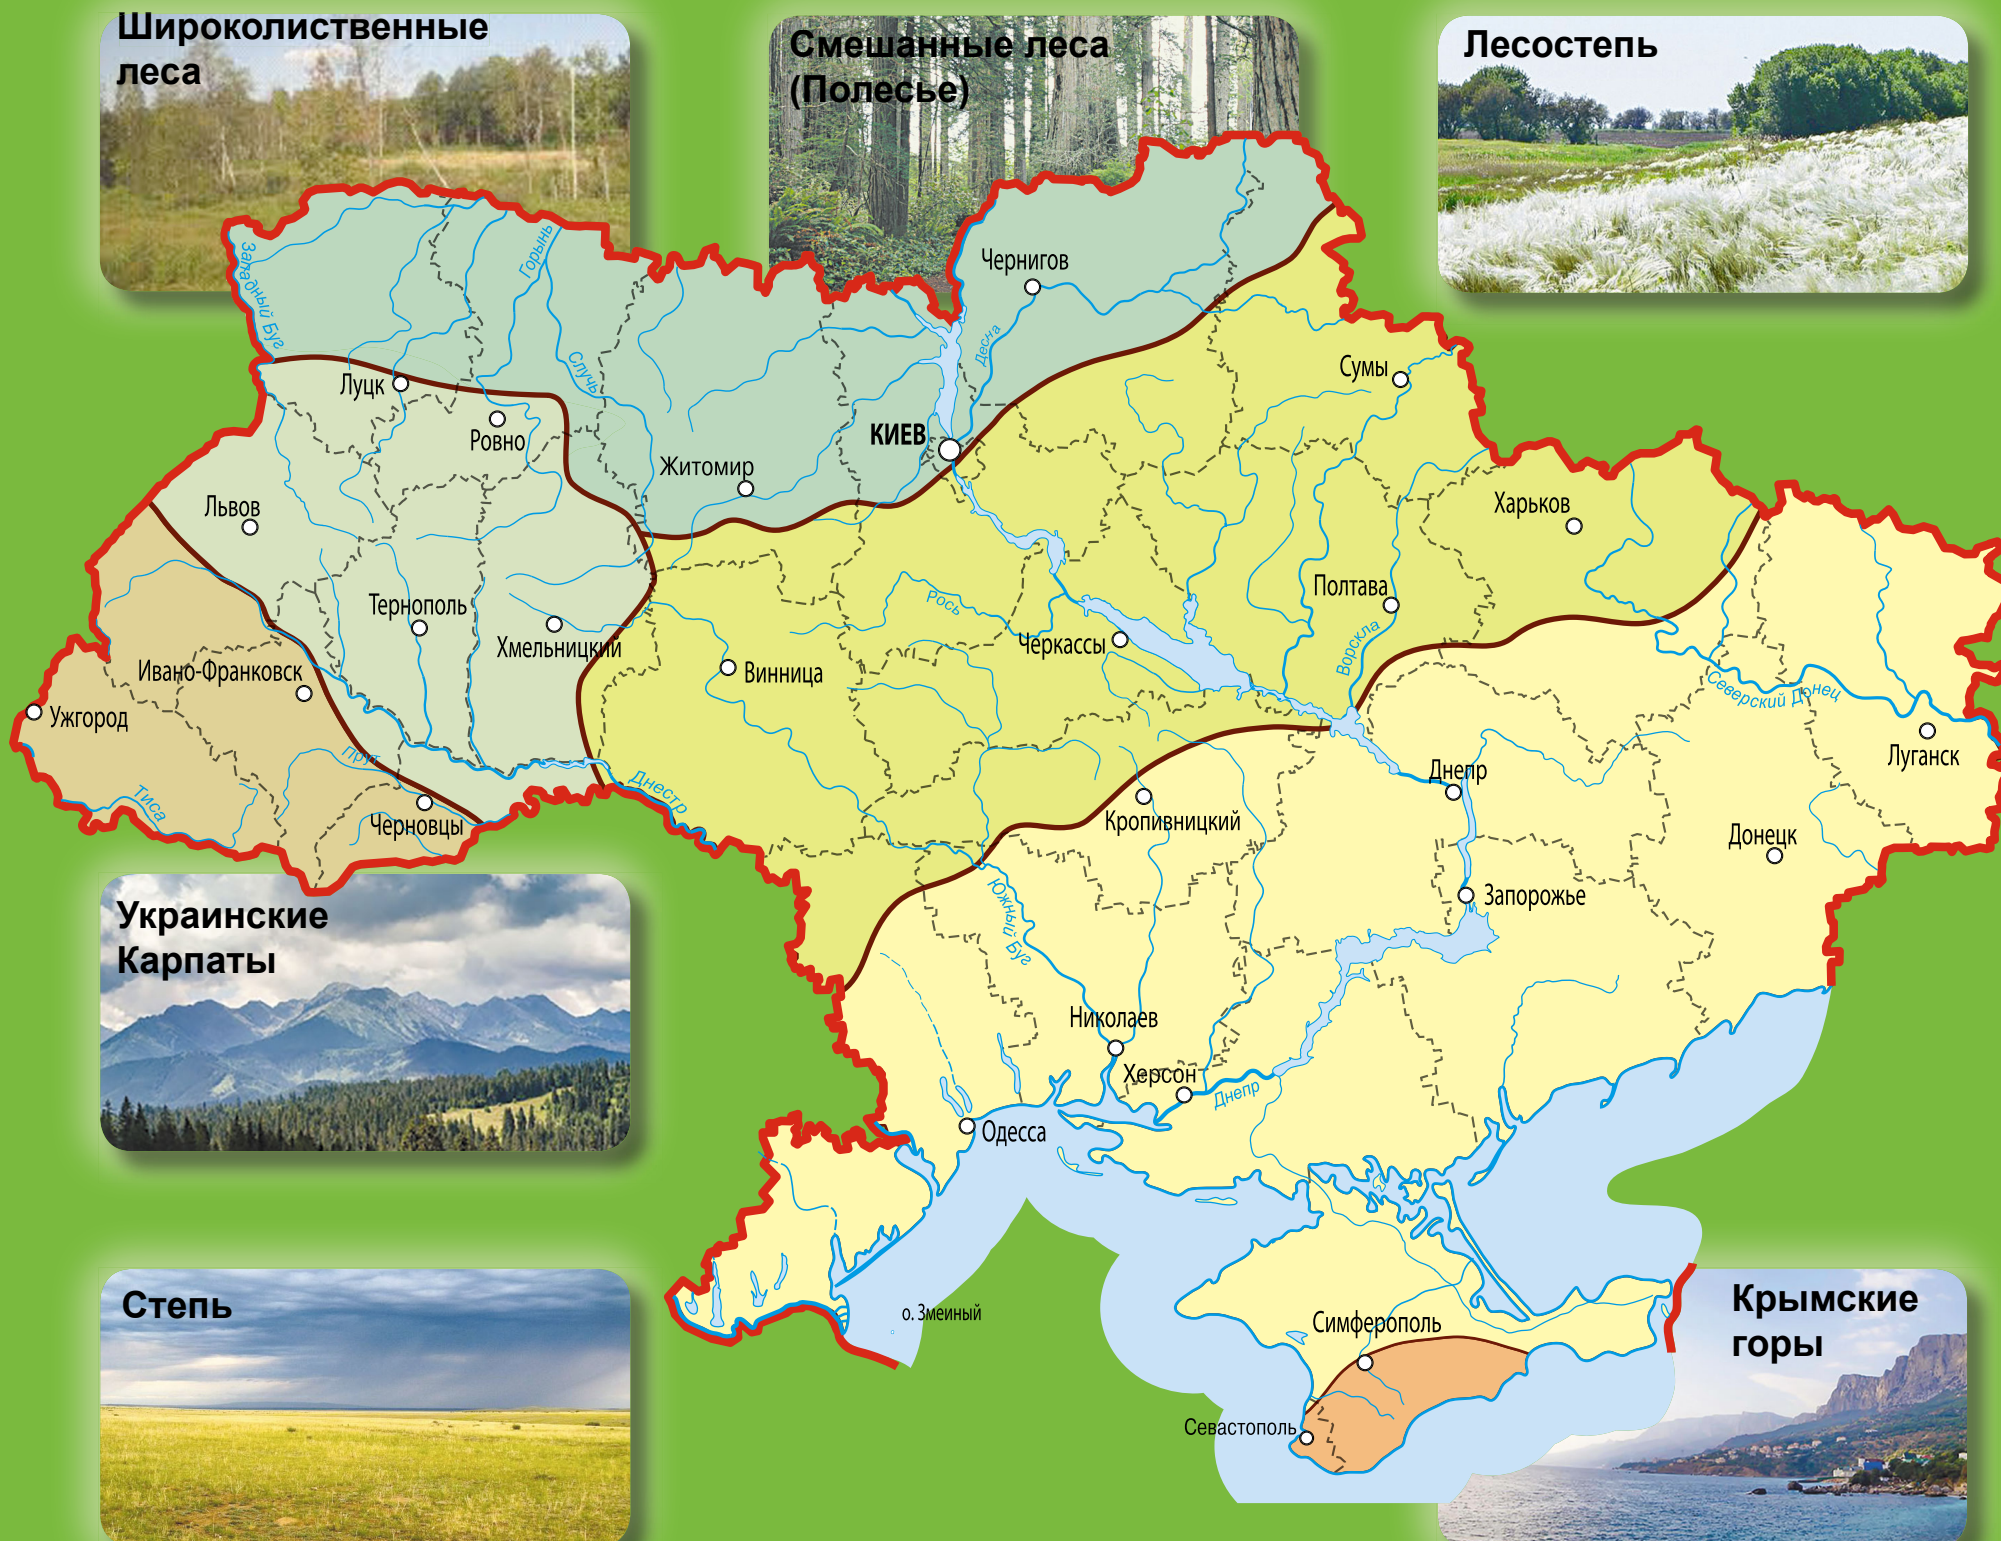 Широколиственные
леса
Смешанные леса
(Полесье)
Лесостепь
Чернигов
Горынь
Западный Буг
Десна
Случь
Луцк
Сумы
Ровно
КИЕВ
Житомир
Львов
Харьков
Тернополь
Рось
Полтава
Хмельницкий
Черкассы
Ворскла
Ивано-Франковск
Винница
Северский Донец
Ужгород
Прут
Луганск
Тиса
Днестр
Днепр
Черновцы
Кропивницкий
Донецк
Южный Буг
Запорожье
Украинские
Карпаты
Николаев
Херсон
Днепр
Одесса
Степь
о. Змеиный
Симферополь
Крымские
горы
Севастополь